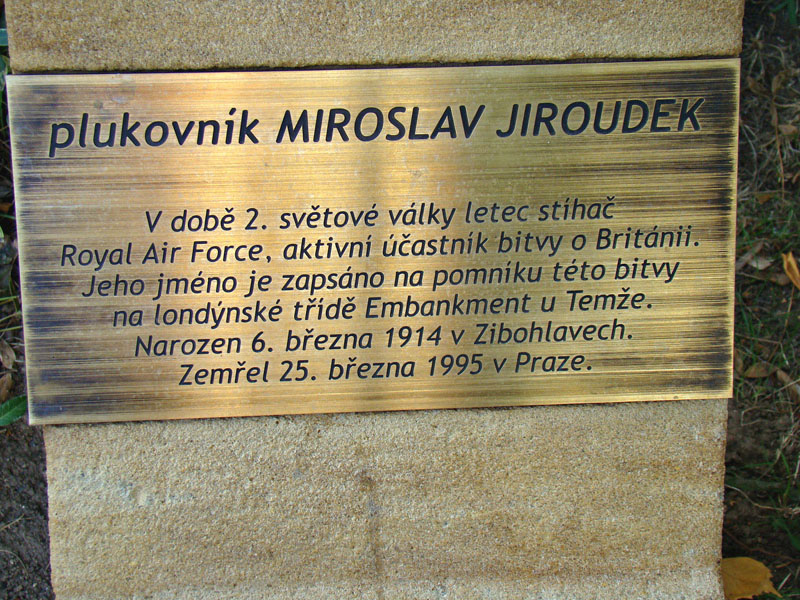 plukovník MIROSLAV JIROUDEK
V době 2. světové války letec stíhač
Royal Air Force, aktivní účastník bitvy o Británii.
Jeho jméno je zapsáno na pomníku této bitvy
na londýnské třídě Embankment u Temže.
Narozen 6. března 1914 v Zibohlavech.
Zemřel 25. března 1995 v Praze.